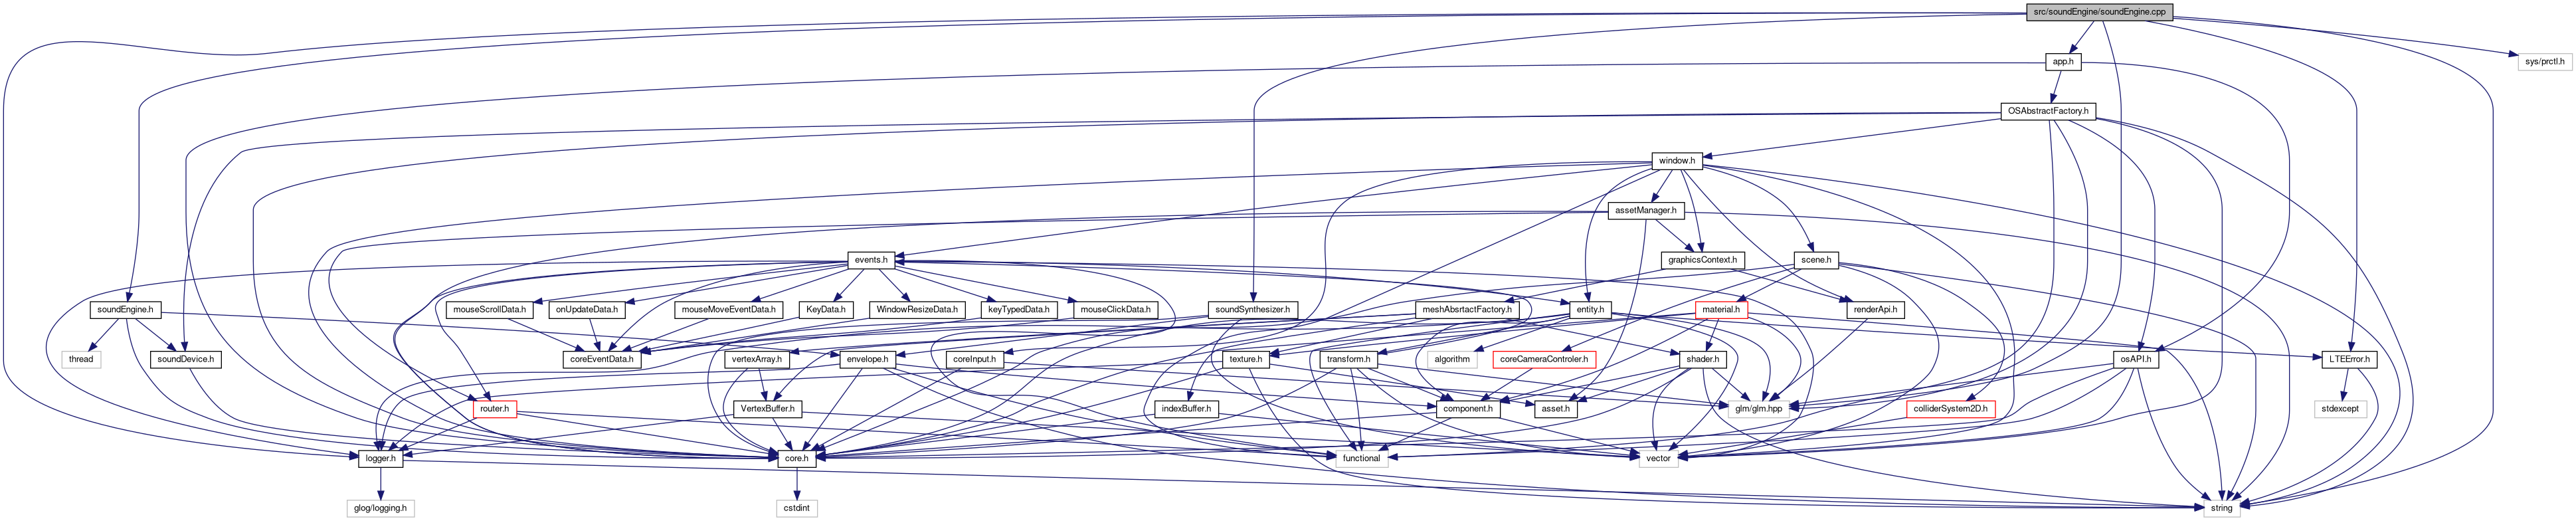 src/soundEngine/soundEngine.cpp
app.h
sys/prctl.h
OSAbstractFactory.h
window.h
assetManager.h
events.h
graphicsContext.h
scene.h
soundEngine.h
mouseScrollData.h
onUpdateData.h
mouseMoveEventData.h
KeyData.h
WindowResizeData.h
keyTypedData.h
mouseClickData.h
soundSynthesizer.h
meshAbsrtactFactory.h
entity.h
material.h
renderApi.h
thread
soundDevice.h
coreEventData.h
vertexArray.h
envelope.h
coreInput.h
texture.h
transform.h
algorithm
coreCameraControler.h
shader.h
osAPI.h
LTEError.h
router.h
VertexBuffer.h
indexBuffer.h
component.h
asset.h
glm/glm.hpp
colliderSystem2D.h
stdexcept
logger.h
core.h
functional
vector
glog/logging.h
cstdint
string